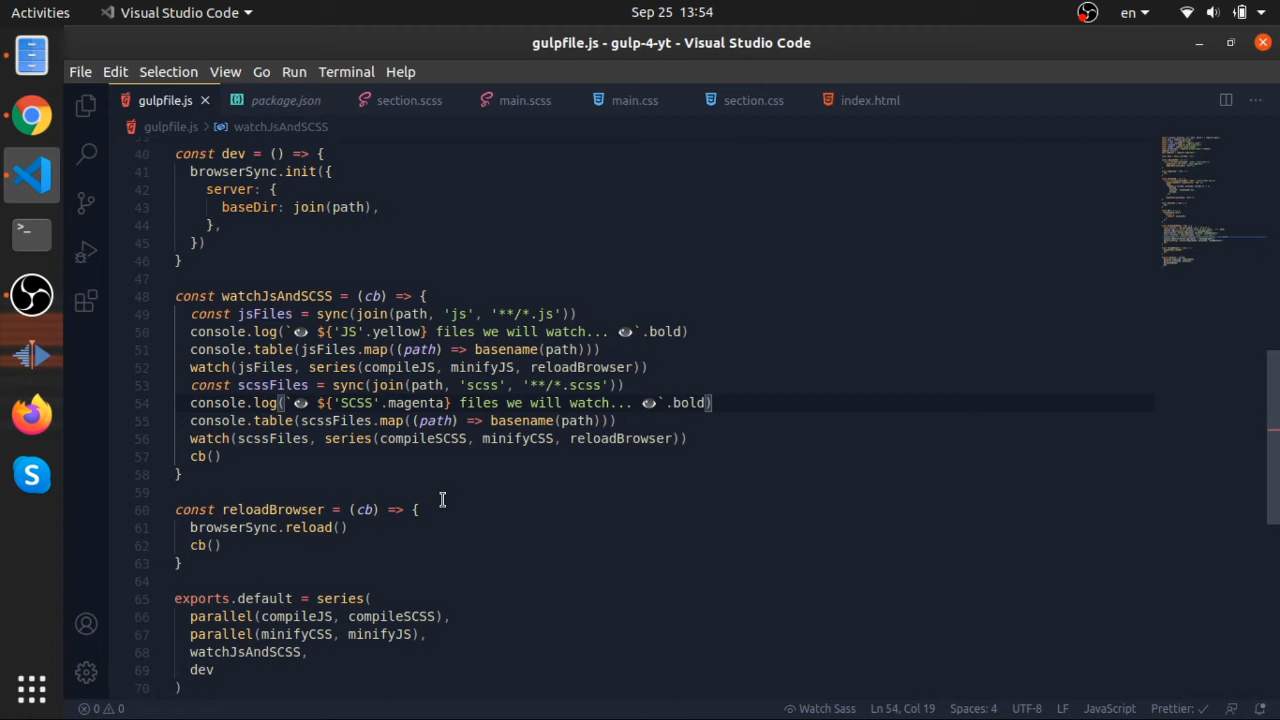 Activities
Visual Studio Code
Sep 25 13:54
en
gulpfile.js - gulp-4-yt - Visual Studio Code
File Edit Selection View Go Run Terminal Help
gulpfile.js package.json section.scss main.scss main.css section.css index.html
gulpfile.js > watchJsAndSCSS
40 const dev = () => {
41 browserSync.init({
42 server: {
43 baseDir: join(path),
44 },
45 })
46 }
47
48 const watchJsAndSCSS = (cb) => {
49 const jsFiles = sync(join(path, 'js', '**/*.js'))
50 console.log(`👁 ${'JS'.yellow} files we will watch... 👁`.bold)
51 console.table(jsFiles.map((path) => basename(path)))
52 watch(jsFiles, series(compileJS, minifyJS, reloadBrowser))
53 const scssFiles = sync(join(path, 'scss', '**/*.scss'))
54 console.log(`👁 ${'SCSS'.magenta} files we will watch... 👁`.bold)
55 console.table(scssFiles.map((path) => basename(path)))
56 watch(scssFiles, series(compileSCSS, minifyCSS, reloadBrowser))
57 cb()
58 }
59
60 const reloadBrowser = (cb) => {
61 browserSync.reload()
62 cb()
63 }
64
65 exports.default = series(
66 parallel(compileJS, compileSCSS),
67 parallel(minifyCSS, minifyJS),
68 watchJsAndSCSS,
69 dev
70 )
0 0 Watch Sass Ln 54, Col 19 Spaces: 4 UTF-8 LF JavaScript Prettier: ✓